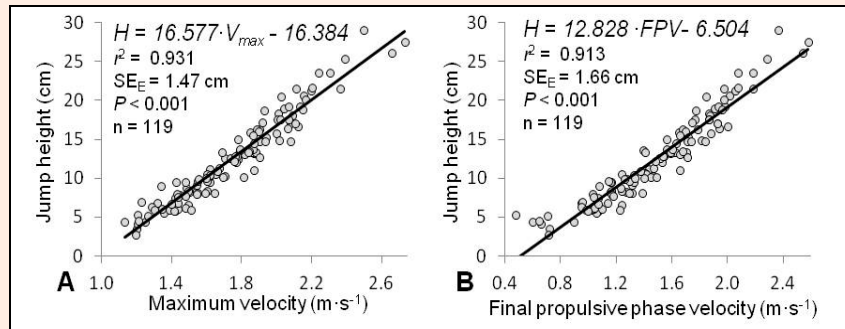 H = 16.577·Vmax - 16.384
r² = 0.931
SEE = 1.47 cm
P < 0.001
n = 119
Jump height (cm)
30
25
20
15
10
5
0
1.0 1.4 1.8 2.2 2.6
A
Maximum velocity (m·s-1)
H = 12.828 ·FPV- 6.504
r² = 0.913
SEE = 1.66 cm
P < 0.001
n = 119
Jump height (cm)
30
25
20
15
10
5
0
0.4 0.8 1.2 1.6 2.0 2.4
B
Final propulsive phase velocity (m·s-1)